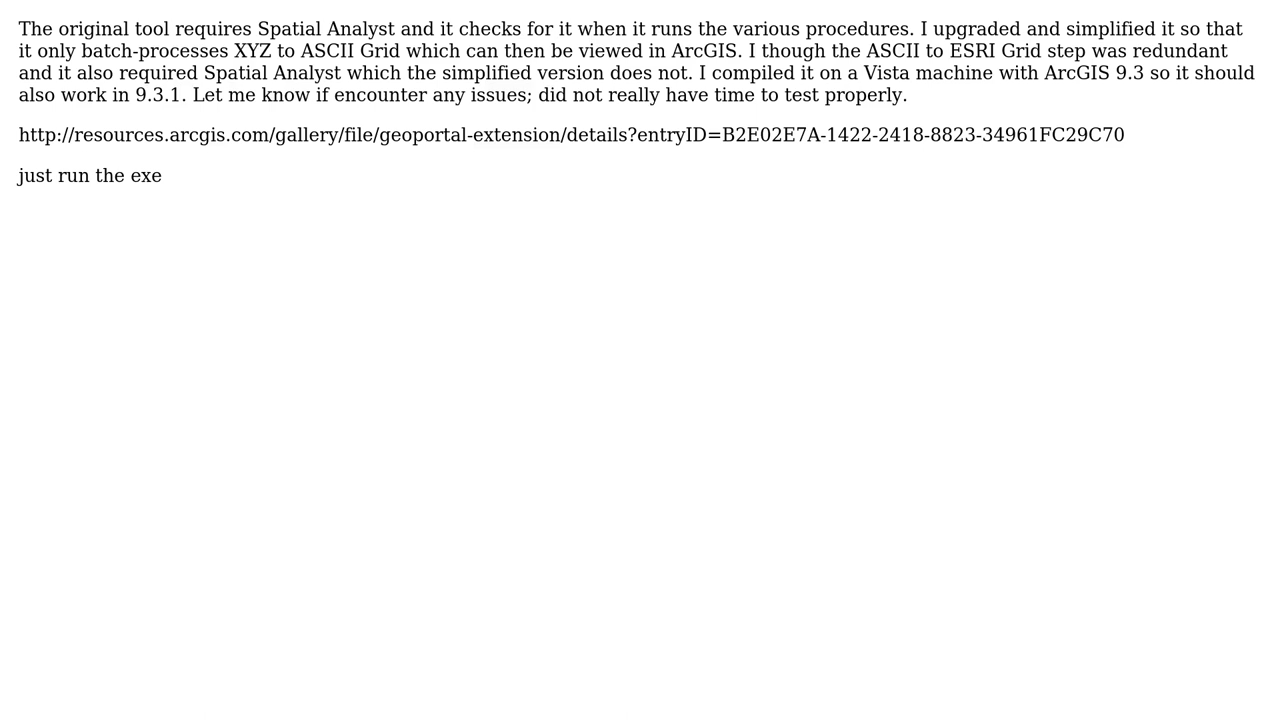 The original tool requires Spatial Analyst and it checks for it when it runs the various procedures. I upgraded and simplified it so that
it only batch-processes XYZ to ASCII Grid which can then be viewed in ArcGIS. I though the ASCII to ESRI Grid step was redundant
and it also required Spatial Analyst which the simplified version does not. I compiled it on a Vista machine with ArcGIS 9.3 so it should
also work in 9.3.1. Let me know if encounter any issues; did not really have time to test properly.
http://resources.arcgis.com/gallery/file/geoportal-extension/details?entryID=B2E02E7A-1422-2418-8823-34961FC29C70
just run the exe